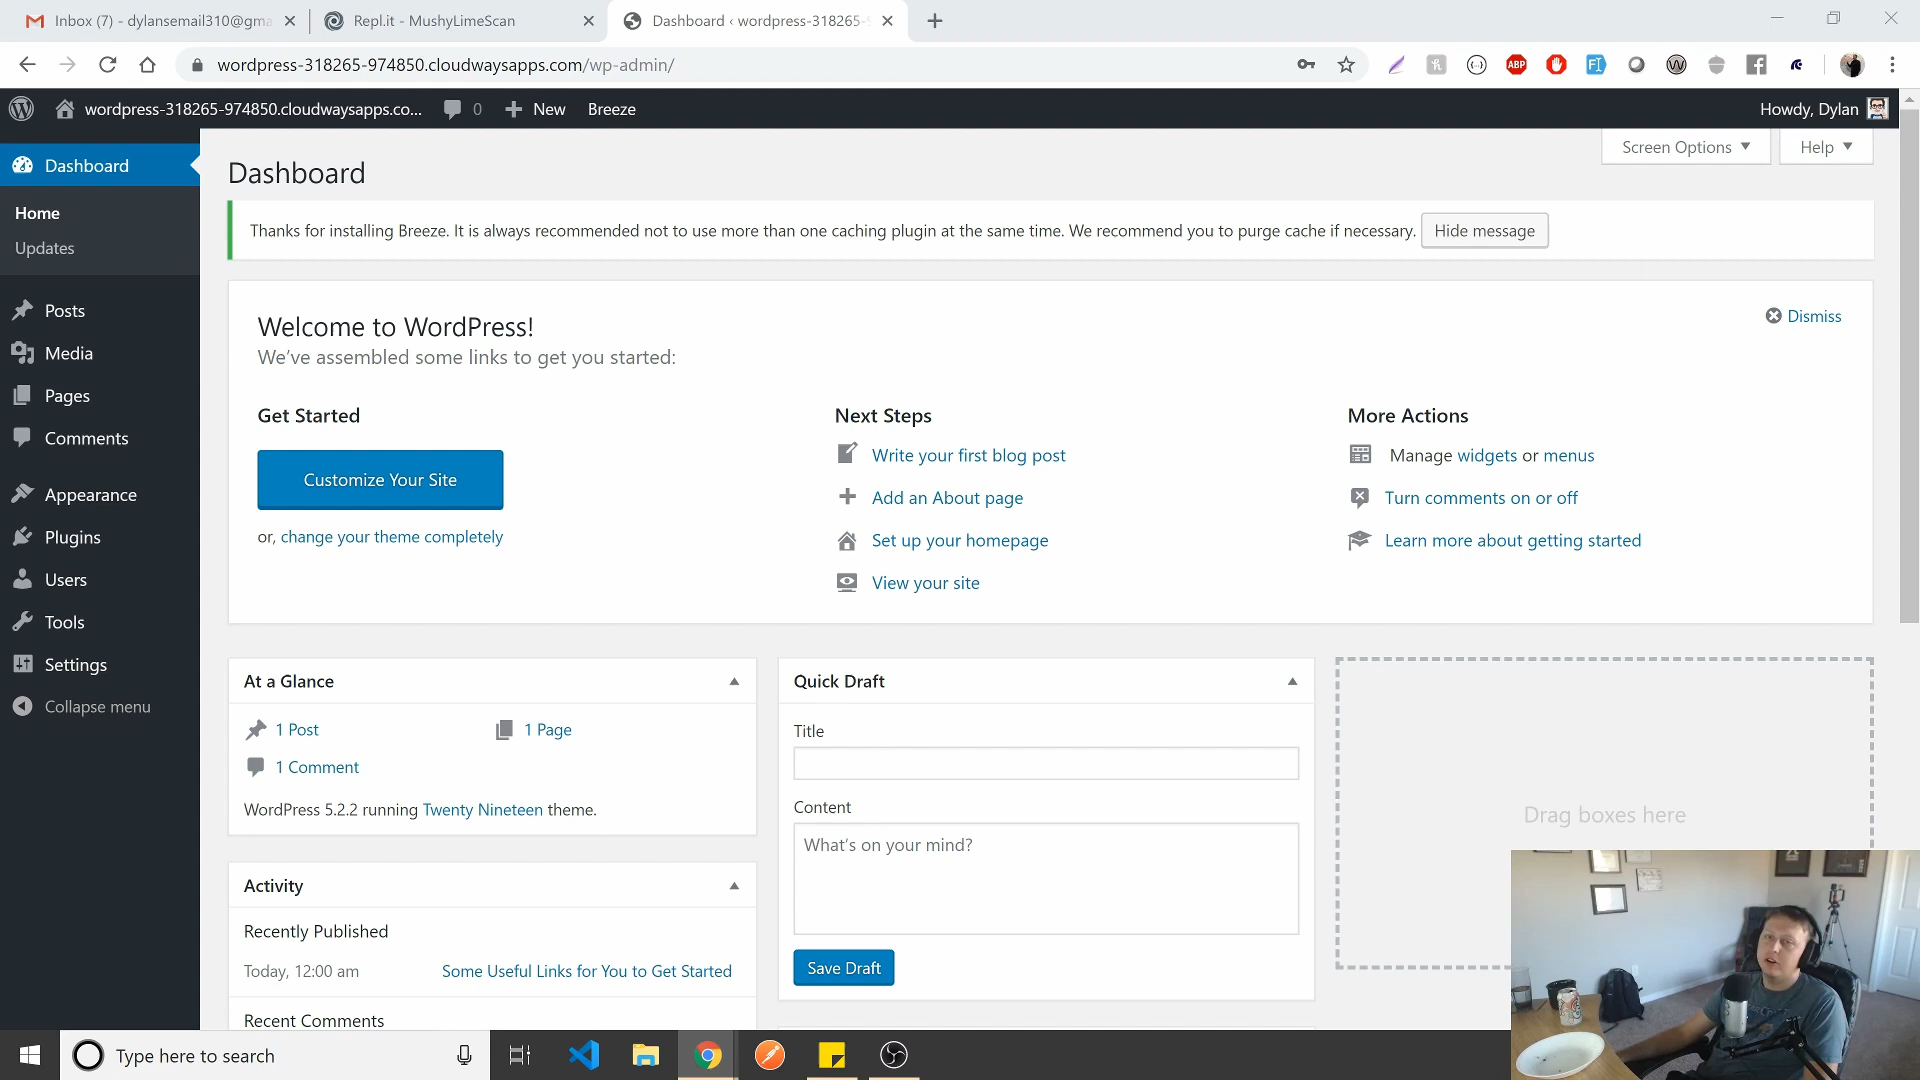 Inbox (7) - dylansemail310@gma
Repl.it - MushyLimeScan
Dashboard ‹ wordpress-318265-9
wordpress-318265-974850.cloudwaysapps.com/wp-admin/
ABP
wordpress-318265-974850.cloudwaysapps.co...
0
New
Breeze
Howdy, Dylan
Screen Options
Help
Dashboard
Home
Updates
Posts
Media
Pages
Comments
Appearance
Plugins
Users
Tools
Settings
Collapse menu
Dashboard
Thanks for installing Breeze. It is always recommended not to use more than one caching plugin at the same time. We recommend you to purge cache if necessary.
Hide message
Welcome to WordPress!
We've assembled some links to get you started:
Dismiss
Get Started
Customize Your Site
or, change your theme completely
Next Steps
Write your first blog post
Add an About page
Set up your homepage
View your site
More Actions
Manage widgets or menus
Turn comments on or off
Learn more about getting started
At a Glance
1 Post
1 Page
1 Comment
WordPress 5.2.2 running Twenty Nineteen theme.
Activity
Recently Published
Today, 12:00 am
Some Useful Links for You to Get Started
Recent Comments
Quick Draft
Title
Content
What's on your mind?
Save Draft
Drag boxes here
Type here to search